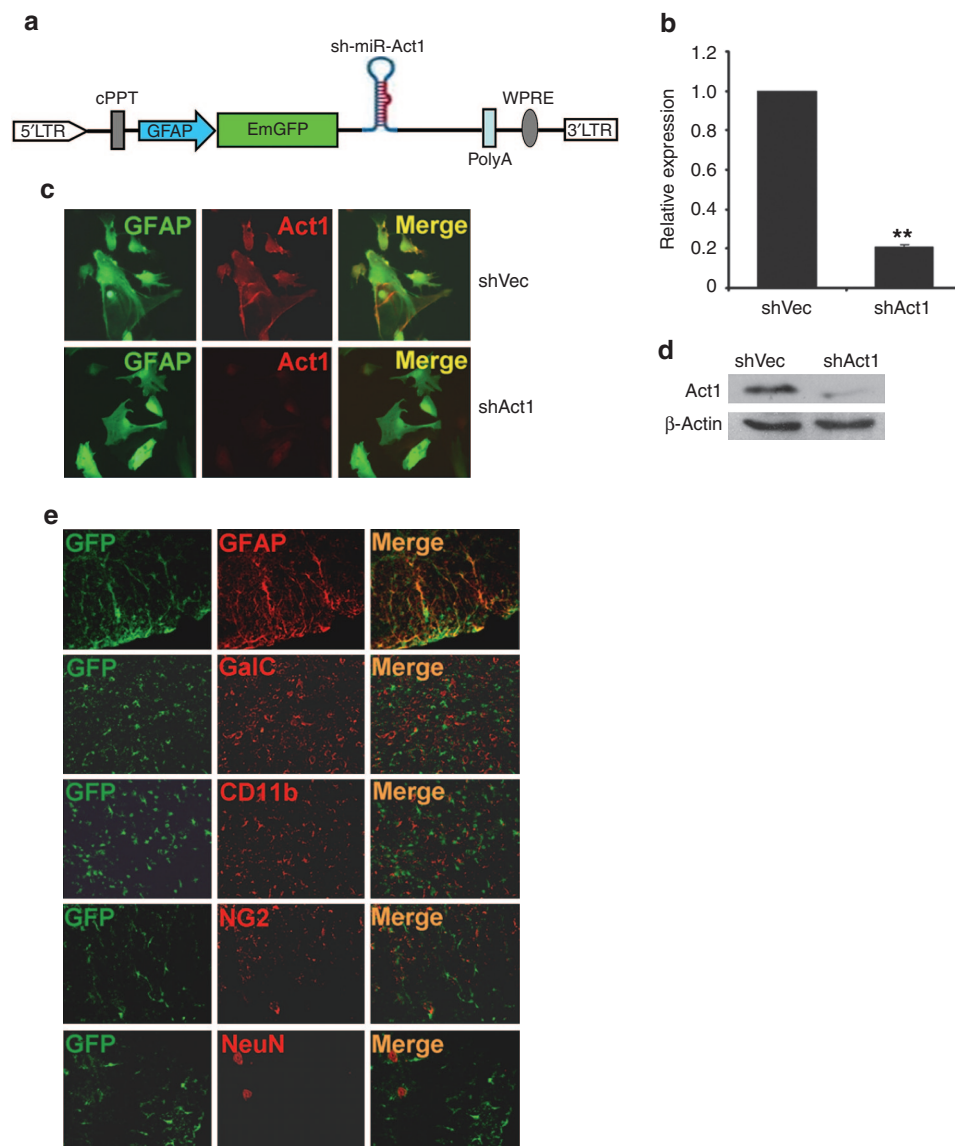 a
sh-miR-Act1
cPPT
WPRE
5′LTR
GFAP
EmGFP
3′LTR
PolyA
b
1.2
1.0
0.8
0.6
0.4
0.2
0
Relative expression
**
shVec
shAct1
c
GFAP
Act1
Merge
shVec
GFAP
Act1
Merge
shAct1
d
shVec
shAct1
Act1
β-Actin
e
GFP
GFAP
Merge
GFP
GalC
Merge
GFP
CD11b
Merge
GFP
NG2
Merge
GFP
NeuN
Merge